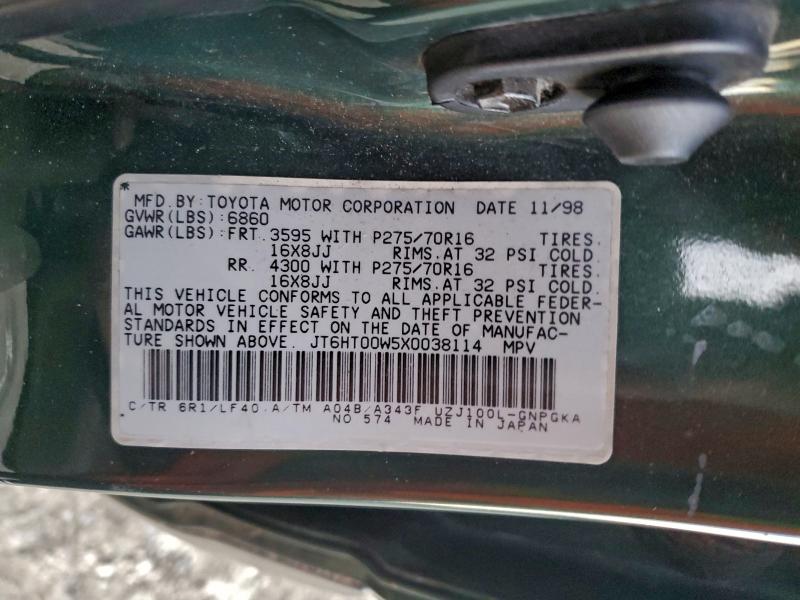 MFD.BY:TOYOTA MOTOR CORPORATION DATE 11/98
GVWR(LBS):6860
GAWR(LBS):FRT.3595 WITH P275/70R16 TIRES.
16X8JJ RIMS.AT 32 PSI COLD.
RR. 4300 WITH P275/70R16 TIRES.
16X8JJ RIMS.AT 32 PSI COLD.
THIS VEHICLE CONFORMS TO ALL APPLICABLE FEDER-
AL MOTOR VEHICLE SAFETY AND THEFT PREVENTION
STANDARDS IN EFFECT ON THE DATE OF MANUFAC-
TURE SHOWN ABOVE. JT6HT00W5X0038114 MPV
C/TR 6R1/LF40 A/TM A04B/A343F UZJ100L-GNPGKA
NO 574 MADE IN JAPAN